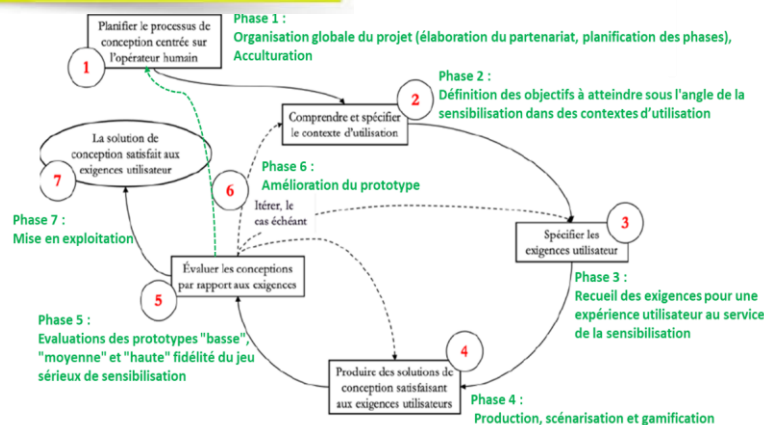 Phase 1 :
Organisation globale du projet (élaboration du partenariat, planification des phases),
Acculturation
Planifier le processus de
conception centrée sur
l'opérateur humain
1
Phase 2 :
Définition des objectifs à atteindre sous l'angle de la
sensibilisation dans des contextes d'utilisation
2
Comprendre et spécifier
le contexte d'utilisation
La solution de
conception satisfait aux
exigences utilisateur
7
Phase 6 :
Amélioration du prototype
6
Itérer, le
cas échéant
Phase 7 :
Mise en exploitation
3
Spécifier les
exigences utilisateur
Phase 3 :
Recueil des exigences pour une
expérience utilisateur au service
de la sensibilisation
Évaluer les conceptions
par rapport aux exigences
5
Phase 5 :
Evaluations des prototypes "basse",
"moyenne" et "haute" fidélité du jeu
sérieux de sensibilisation
4
Produire des solutions de
conception satisfaisant
aux exigences utilisateurs
Phase 4 :
Production, scénarisation et gamification